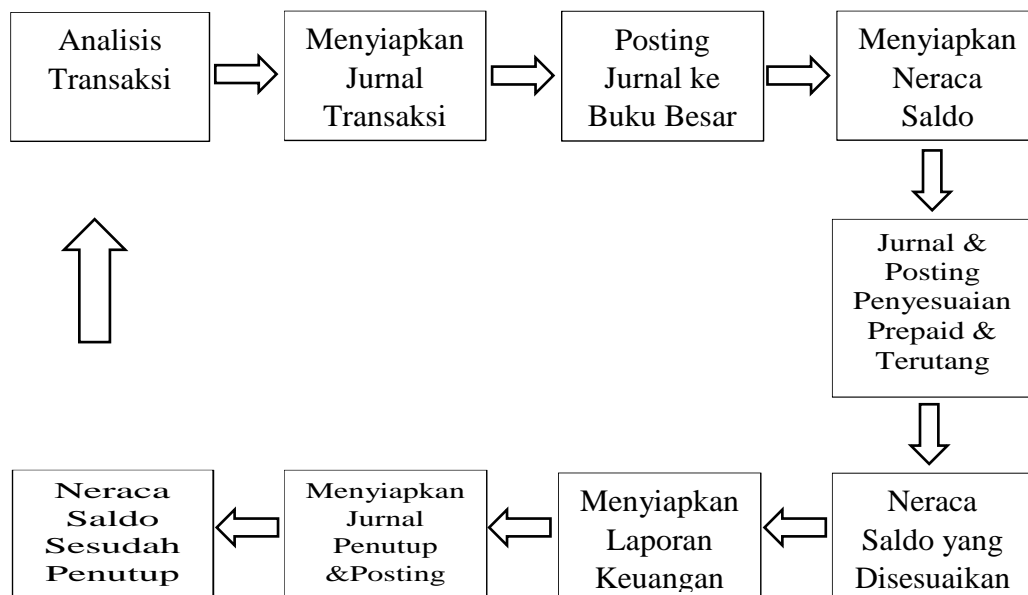 Analisis
Transaksi
Menyiapkan
Jurnal
Transaksi
Posting
Jurnal ke
Buku Besar
Menyiapkan
Neraca
Saldo
Jurnal &
Posting
Penyesuaian
Prepaid &
Terutang
Neraca
Saldo yang
Disesuaikan
Menyiapkan
Laporan
Keuangan
Menyiapkan
Jurnal
Penutup
&Posting
Neraca
Saldo
Sesudah
Penutup